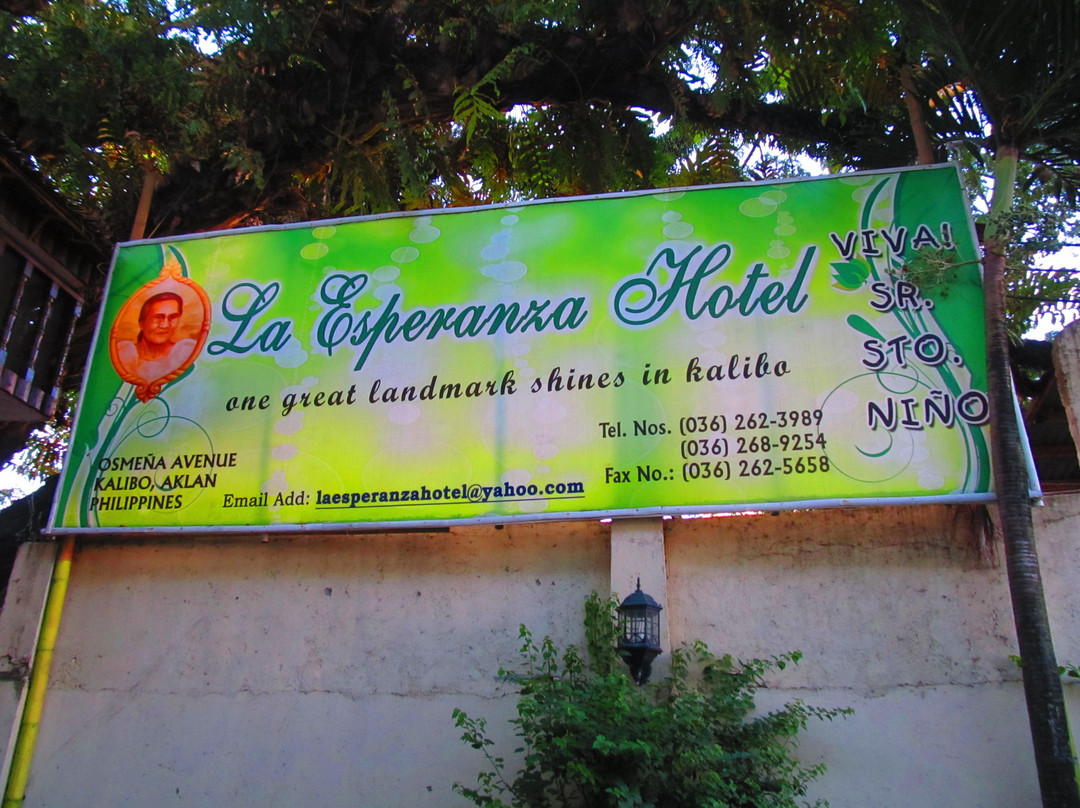 La Esperanza Hotel
one great landmark shines in kalibo
VIVA!
SR.
STO.
NIÑO
OSMEÑA AVENUE
KALIBO, AKLAN
PHILIPPINES
Email Add: laesperanzahotel@yahoo.com
Tel. Nos. (036) 262-3989
(036) 268-9254
Fax No.: (036) 262-5658